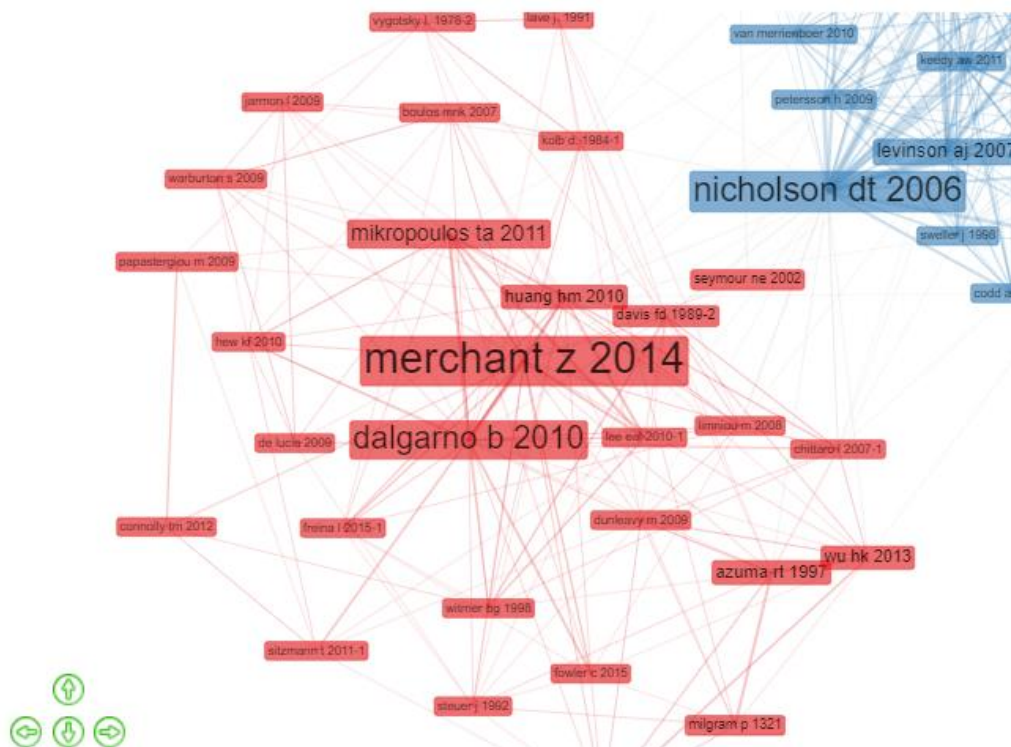 vygotsky l. 1978-2
lave j. 1991
van merrienboer 2010
keedy aw 2011
jarmon l 2009
boulos mnk 2007
petersson h 2009
kolb d. 1984-1
levinson aj 2007
warburton s 2009
nicholson dt 2006
mikropoulos ta 2011
sweller j 1998
papastergiou m 2009
seymour ne 2002
codd a
huang hm 2010
davis fd 1989-2
hew kf 2010
merchant z 2014
limniou m 2008
dalgarno b 2010
lee eal 2010-1
de lucia 2009
chittaro l 2007-1
dunleavy m 2009
connolly tm 2012
freina l 2015-1
wu hk 2013
azuma rt 1997
witmer bg 1998
sitzmann t 2011-1
fowler c 2015
steuer j 1992
milgram p 1321